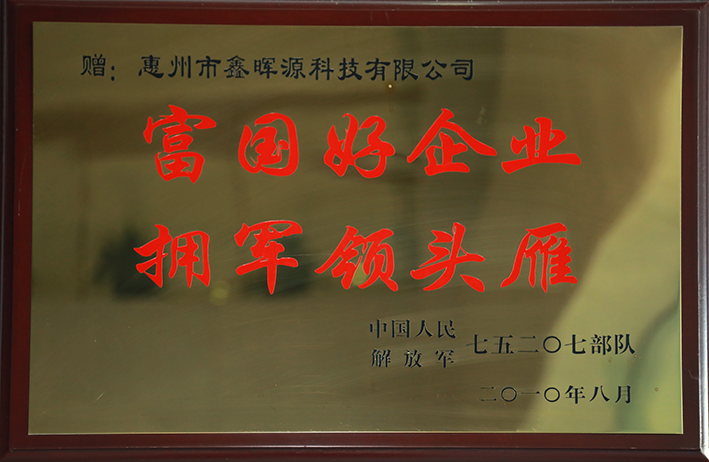 赠：惠州市鑫晖源科技有限公司
富国好企业
拥军领头雁
中国人民
解放军 七五二〇七部队
二〇一〇年八月